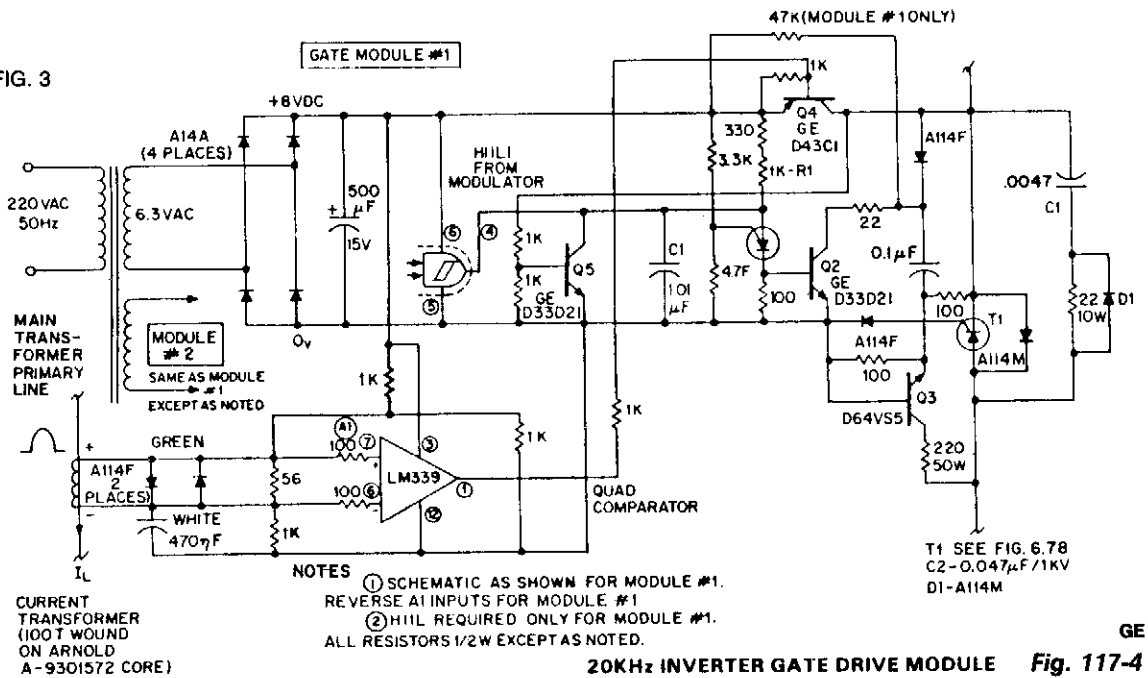 47K(MODULE #1ONLY)
GATE MODULE #1
FIG. 3
1K
+8VDC
Q4
GE
D43C1
A14A
(4 PLACES)
330
A114F
3.3K
H11L1
FROM
MODULATOR
1K-R1
.0047
C1
500
µF
220VAC
50Hz
6.3VAC
+
15V
6
4
22
1K
0.1µF
Q5
C1
Q2
GE
D33D21
1K
GE
D33D21
.01
µF
47F
100
100
T1
22
10W
D1
5
MAIN
TRANS-
FORMER
PRIMARY
LINE
0v
MODULE
# 2
A114F
A114M
SAME AS MODULE
#1
EXCEPT AS NOTED
1K
100
Q3
1K
D64VS5
A1
1K
3
GREEN
100
7
+
220
50W
A114F
2
PLACES)
56
LM339
1
+
100
6
-
QUAD
COMPARATOR
-
WHITE
12
470ηF
1K
T1 SEE FIG. 6.78
C2-0.047µF/1KV
D1-A114M
IL
NOTES
1 SCHEMATIC AS SHOWN FOR MODULE #1.
REVERSE A1 INPUTS FOR MODULE #1
2 H11L REQUIRED ONLY FOR MODULE #1.
ALL RESISTORS 1/2W EXCEPT AS NOTED.
CURRENT
TRANSFORMER
(100T WOUND
ON ARNOLD
A-9301572 CORE)
GE
20KHz INVERTER GATE DRIVE MODULE Fig. 117-4